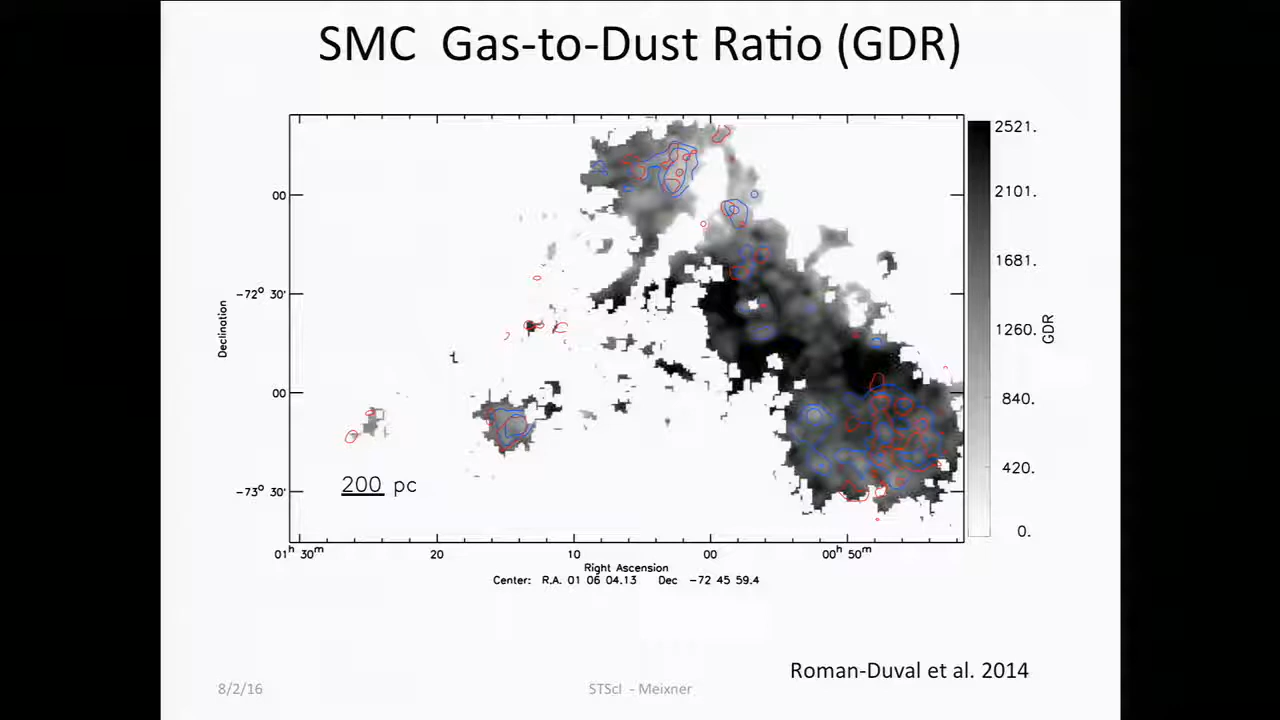 SMC Gas-to-Dust Ratio (GDR)
2521.
2101.
1681.
1260.
840.
420.
0.
GDR
Declination
00
-72° 30'
00
-73° 30'
200 pc
01ʰ 30ᵐ
20
10
00
00ʰ 50ᵐ
Right Ascension
Center: R.A. 01 06 04.13 Dec -72 45 59.4
Roman-Duval et al. 2014
8/2/16
STScI - Meixner